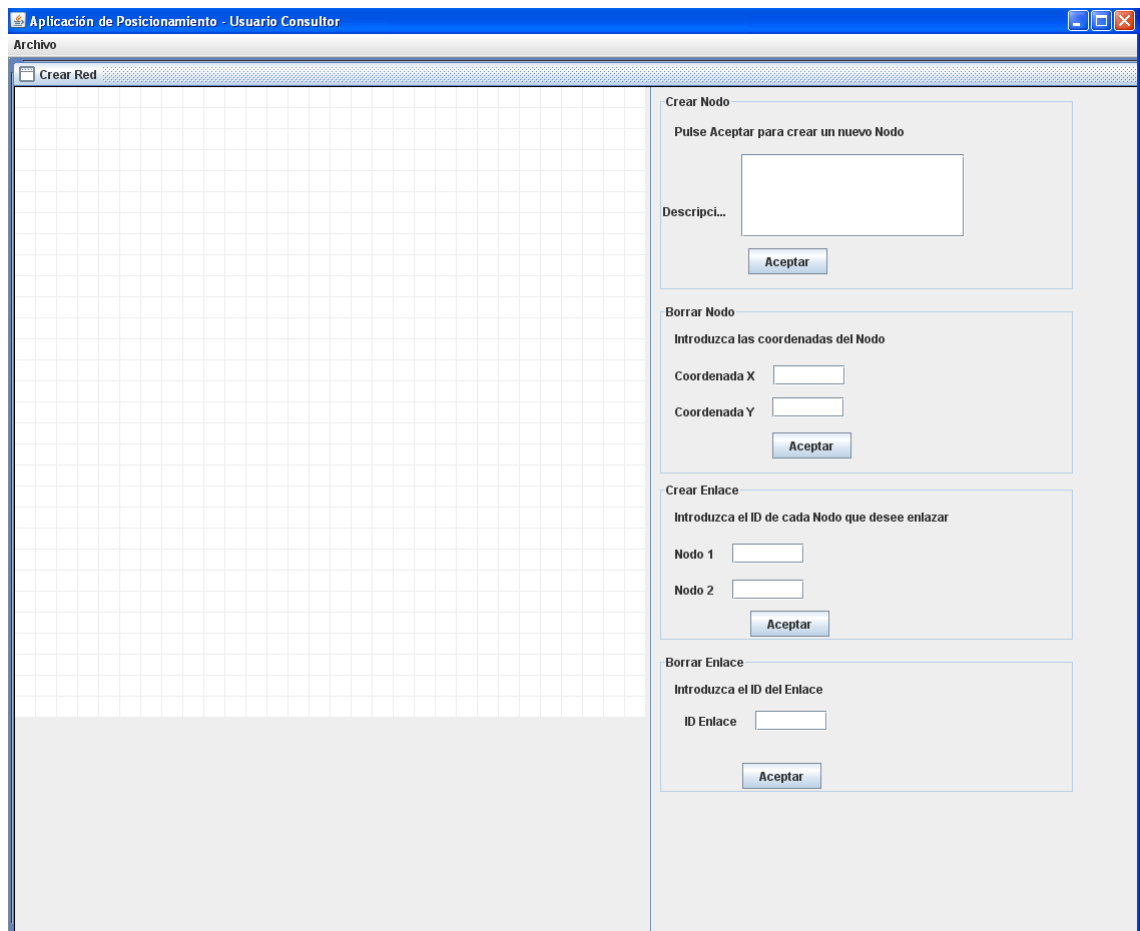 Aplicación de Posicionamiento - Usuario Consultor
Archivo
Crear Red
Crear Nodo
Pulse Aceptar para crear un nuevo Nodo
Descripci...
Aceptar
Borrar Nodo
Introduzca las coordenadas del Nodo
Coordenada X
Coordenada Y
Aceptar
Crear Enlace
Introduzca el ID de cada Nodo que desee enlazar
Nodo 1
Nodo 2
Aceptar
Borrar Enlace
Introduzca el ID del Enlace
ID Enlace
Aceptar